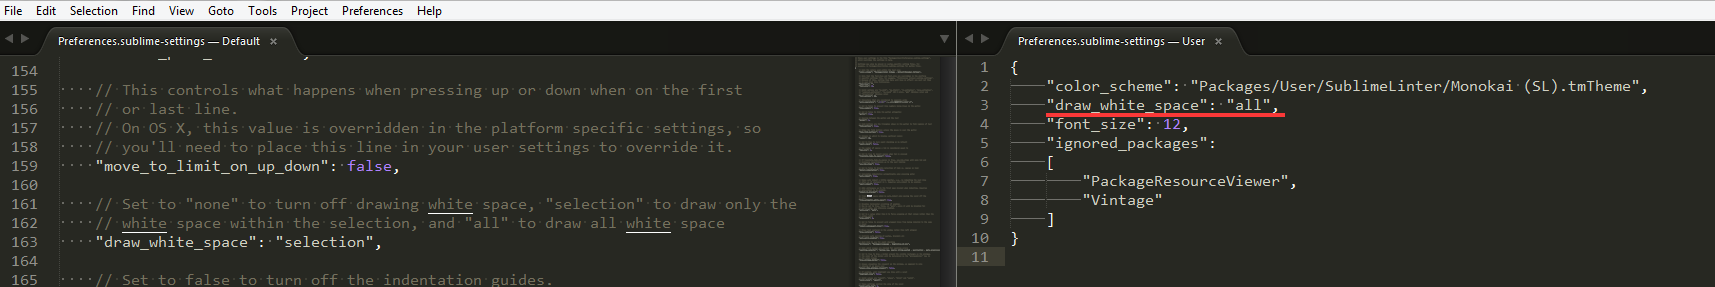 File Edit Selection Find View Goto Tools Project Preferences Help
Preferences.sublime-settings — Default ×
154
155 // This controls what happens when pressing up or down when on the first
156 // or last line.
157 // On OS X, this value is overridden in the platform specific settings, so
158 // you'll need to place this line in your user settings to override it.
159 "move_to_limit_on_up_down": false,
160
161 // Set to "none" to turn off drawing white space, "selection" to draw only the
162 // white space within the selection, and "all" to draw all white space
163 "draw_white_space": "selection",
164
165 // Set to false to turn off the indentation guides.
Preferences.sublime-settings — User ×
1 {
2 "color_scheme": "Packages/User/SublimeLinter/Monokai (SL).tmTheme",
3 "draw_white_space": "all",
4 "font_size": 12,
5 "ignored_packages":
6 [
7 "PackageResourceViewer",
8 "Vintage"
9 ]
10 }
11